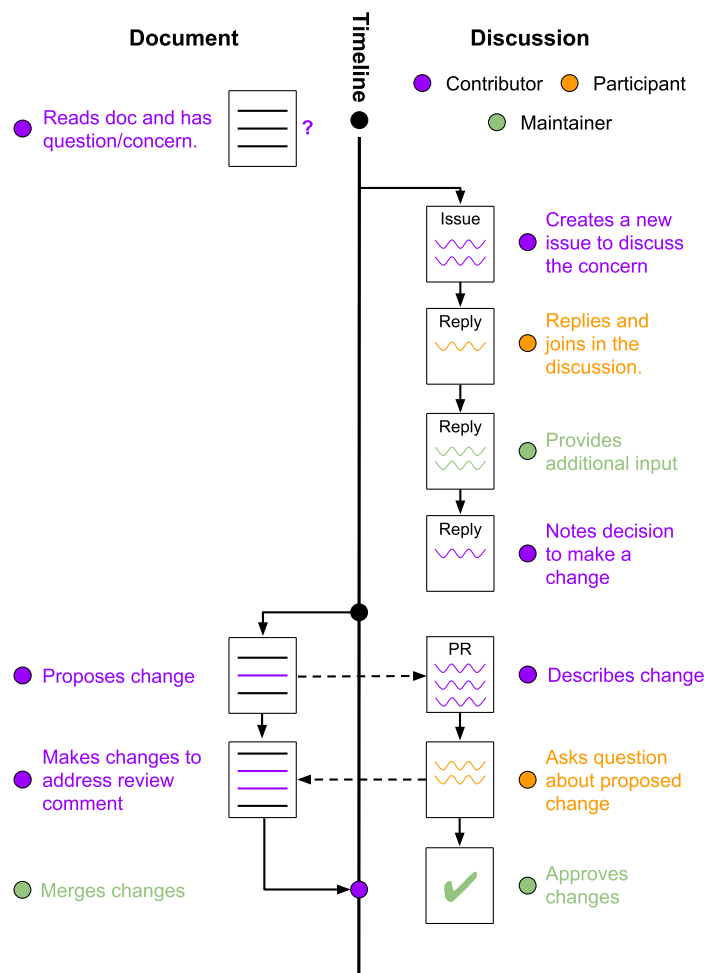 Document
Timeline
Discussion
Contributor
Participant
Maintainer
Reads doc and has
question/concern.
?
Issue
Creates a new
issue to discuss
the concern
Reply
Replies and
joins in the
discussion.
Reply
Provides
additional input
Reply
Notes decision
to make a
change
Proposes change
PR
Describes change
Makes changes to
address review
comment
Asks question
about proposed
change
Merges changes
Approves
changes